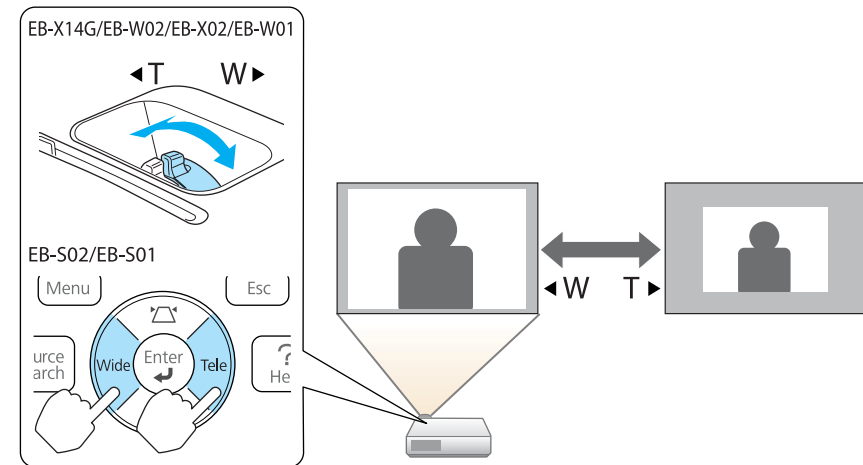 EB-X14G/EB-W02/EB-X02/EB-W01
◀T W▶
EB-S02/EB-S01
Menu
Esc
urce
arch
Wide
Enter
Tele
?
He
◀W T▶